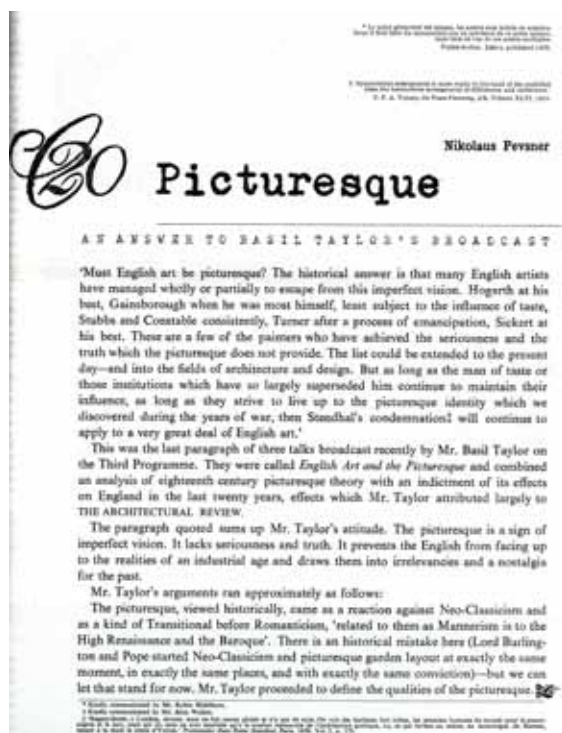 Nikolaus Pevsner
C20 Picturesque
AN ANSWER TO BASIL TAYLOR'S BROADCAST
'Must English art be picturesque? The historical answer is that many English artists
have managed wholly or partially to escape from this imperfect vision. Hogarth at his
best, Gainsborough when he was most himself, least subject to the influence of taste,
Stubbs and Constable consistently, Turner after a process of emancipation, Sickert at
his best. These are a few of the painters who have achieved the seriousness and the
truth which the picturesque does not provide. The list could be extended to the present
day—and into the fields of architecture and design. But as long as the man of taste or
those institutions which have so largely superseded him continue to maintain their
influence, as long as they strive to live up to the picturesque identity which we
discovered during the years of war, then Stendhal's condemnation‡ will continue to
apply to a very great deal of English art.'
This was the last paragraph of three talks broadcast recently by Mr. Basil Taylor on
the Third Programme. They were called English Art and the Picturesque and combined
an analysis of eighteenth century picturesque theory with an indictment of its effects
on England in the last twenty years, effects which Mr. Taylor attributed largely to
THE ARCHITECTURAL REVIEW.
The paragraph quoted sums up Mr. Taylor's attitude. The picturesque is a sign of
imperfect vision. It lacks seriousness and truth. It prevents the English from facing up
to the realities of an industrial age and draws them into irrelevancies and a nostalgia
for the past.
Mr. Taylor's arguments ran approximately as follows:
The picturesque, viewed historically, came as a reaction against Neo-Classicism and
as a kind of Transitional before Romanticism, 'related to them as Mannerism is to the
High Renaissance and the Baroque'. There is an historical mistake here (Lord Burling-
ton and Pope started Neo-Classicism and picturesque garden layout at exactly the same
moment, in exactly the same places, and with exactly the same conviction)—but we can
let that stand for now. Mr. Taylor proceeded to define the qualities of the picturesque.